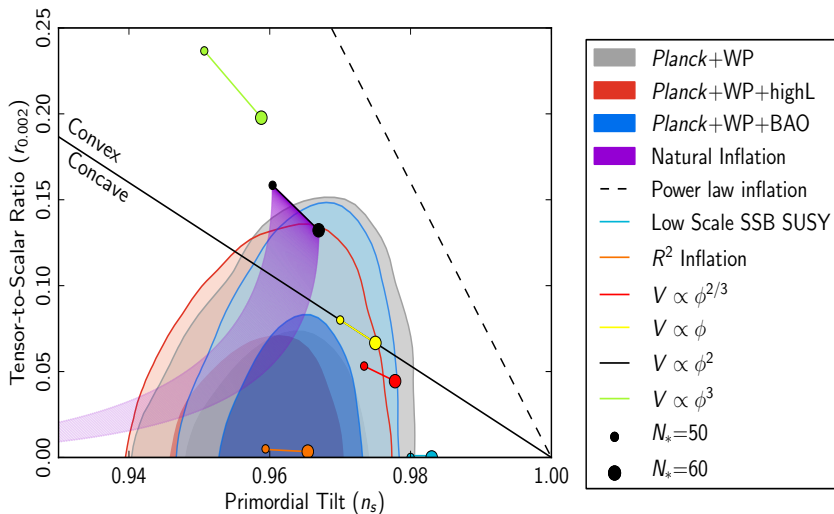 0.25
0.20
0.15
0.10
0.05
0.00
Tensor-to-Scalar Ratio (r0.002)
Convex
Concave
0.94
0.96
0.98
1.00
Primordial Tilt (ns)
Planck+WP
Planck+WP+highL
Planck+WP+BAO
Natural Inflation
Power law inflation
Low Scale SSB SUSY
R² Inflation
V ∝ ϕ^2/3
V ∝ ϕ
V ∝ ϕ²
V ∝ ϕ³
N*=50
N*=60